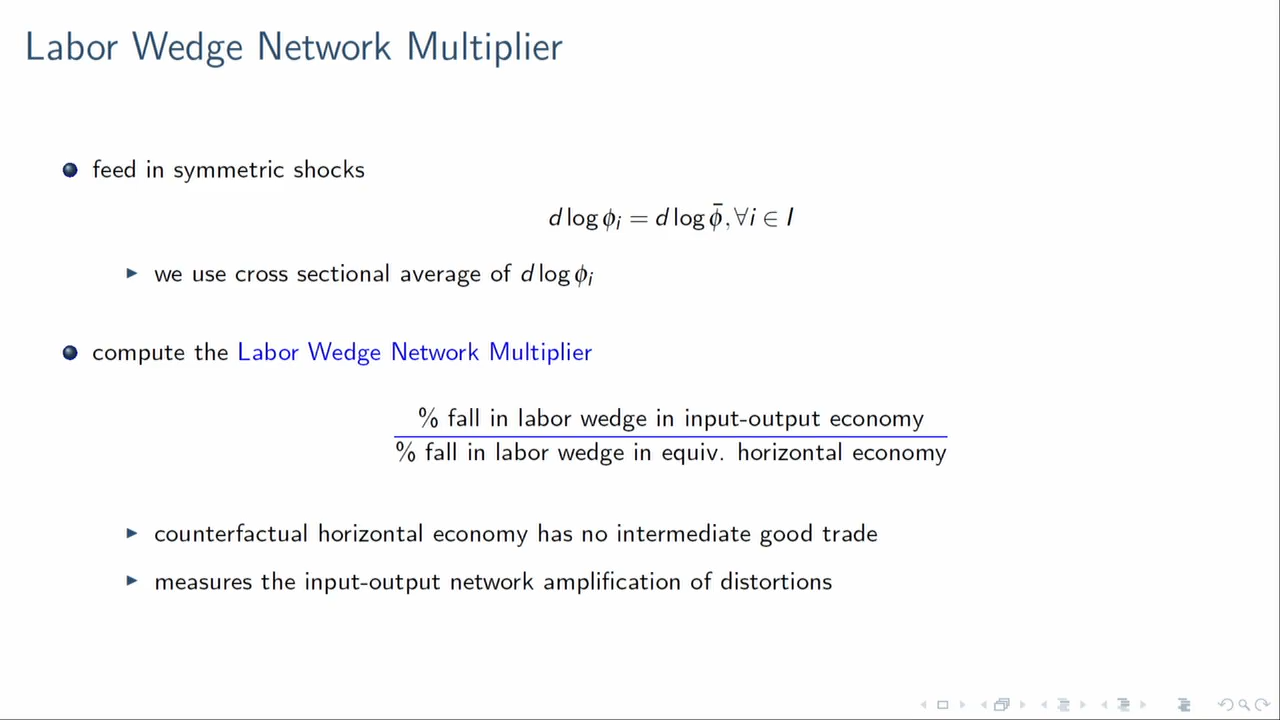 Labor Wedge Network Multiplier
feed in symmetric shocks
d log ϕᵢ = d log ϕ̄, ∀i ∈ I
we use cross sectional average of d log ϕᵢ
compute the Labor Wedge Network Multiplier
% fall in labor wedge in input-output economy
% fall in labor wedge in equiv. horizontal economy
counterfactual horizontal economy has no intermediate good trade
measures the input-output network amplification of distortions